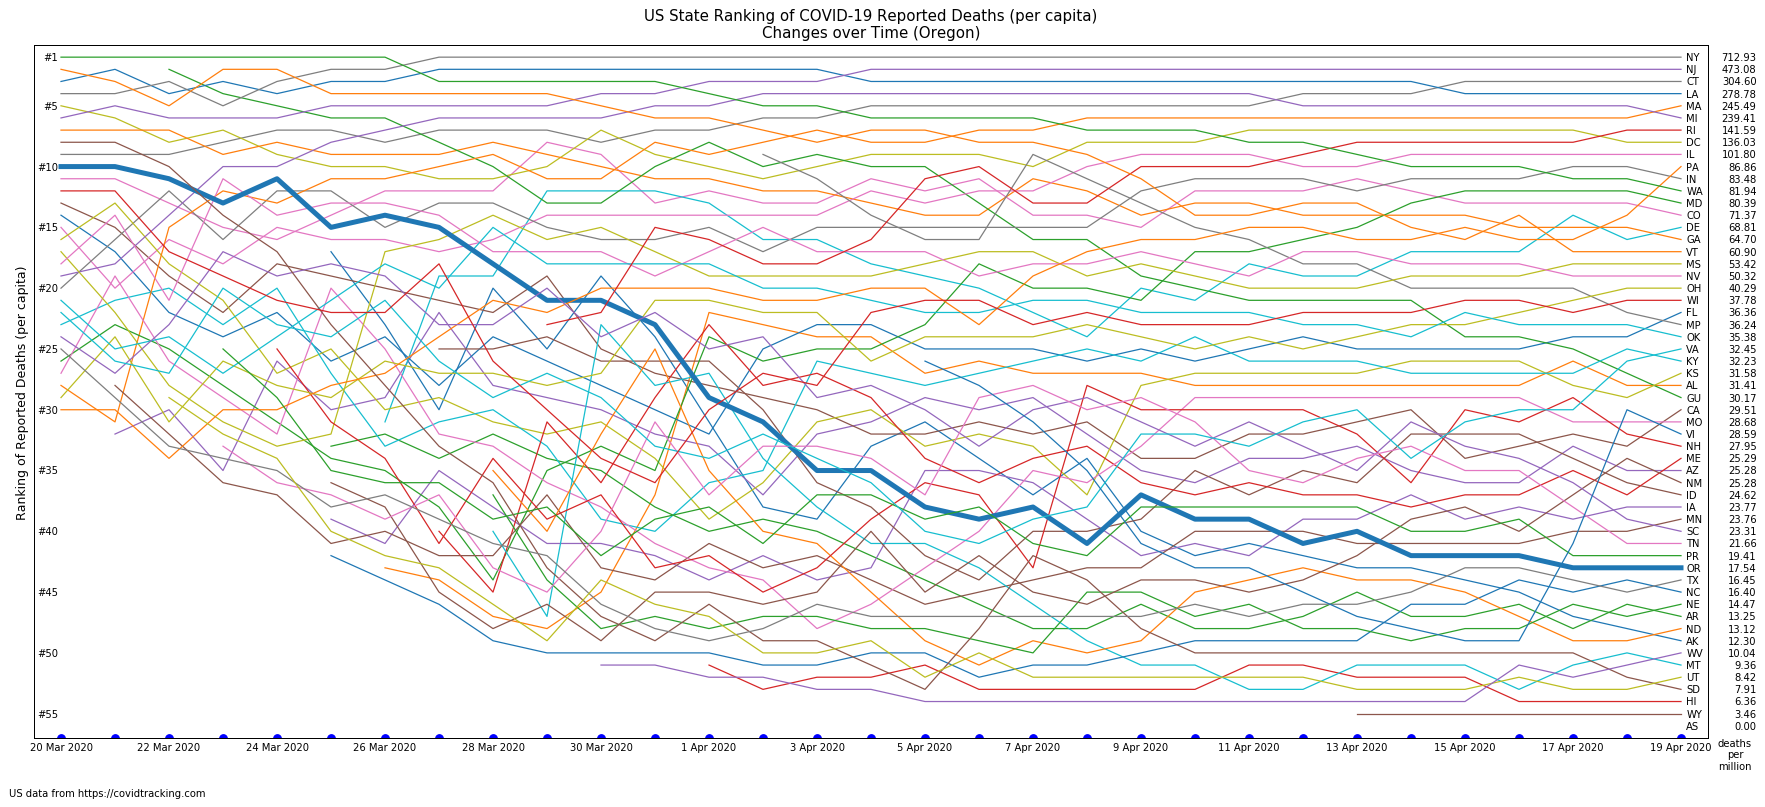 US State Ranking of COVID-19 Reported Deaths (per capita)
Changes over Time (Oregon)
Ranking of Reported Deaths (per capita)
#1
#5
#10
#15
#20
#25
#30
#35
#40
#45
#50
#55
NY 712.93
NJ 473.08
CT 304.60
LA 278.78
MA 245.49
MI 239.41
RI 141.59
DC 136.03
IL 101.80
PA 86.86
IN 83.48
WA 81.94
MD 80.39
CO 71.37
DE 68.81
GA 64.70
VT 60.90
MS 53.42
NV 50.32
OH 40.29
WI 37.78
FL 36.36
MP 36.24
OK 35.38
VA 32.45
KY 32.23
KS 31.58
AL 31.41
GU 30.17
CA 29.51
MO 28.68
VI 28.59
NH 27.95
ME 25.29
AZ 25.28
NM 25.28
ID 24.62
IA 23.77
MN 23.76
SC 23.31
TN 21.66
PR 19.41
OR 17.54
TX 16.45
NC 16.40
NE 14.47
AR 13.25
ND 13.12
AK 12.30
WV 10.04
MT 9.36
UT 8.42
SD 7.91
HI 6.36
WY 3.46
AS 0.00
20 Mar 2020 22 Mar 2020 24 Mar 2020 26 Mar 2020 28 Mar 2020 30 Mar 2020 1 Apr 2020 3 Apr 2020 5 Apr 2020 7 Apr 2020 9 Apr 2020 11 Apr 2020 13 Apr 2020 15 Apr 2020 17 Apr 2020 19 Apr 2020
deaths
per
million
US data from https://covidtracking.com